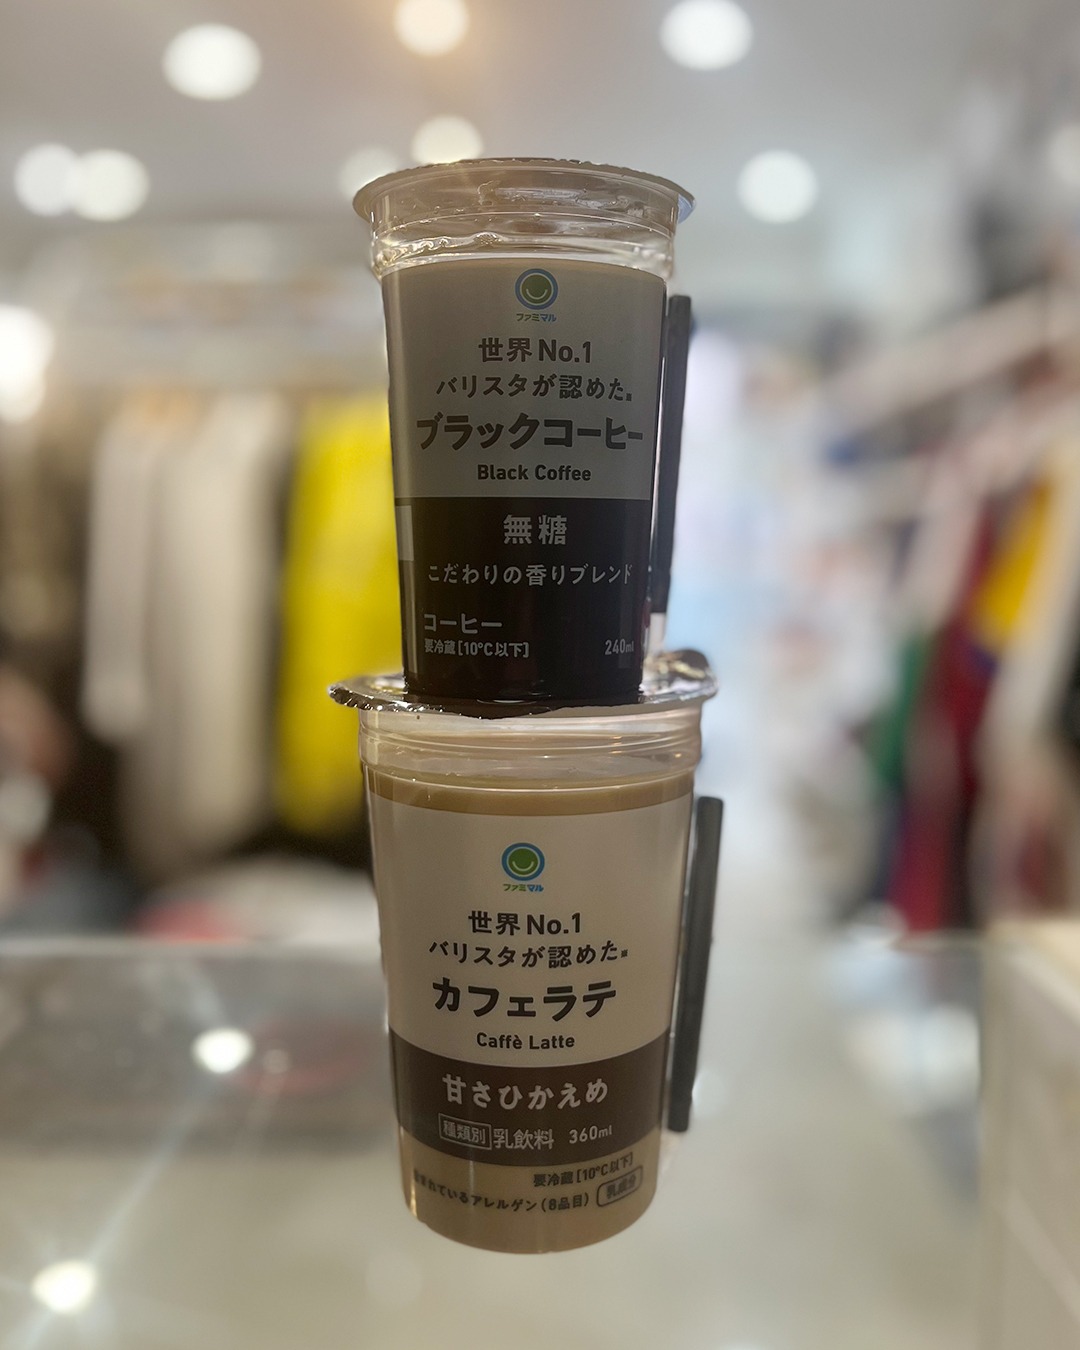 ファミマル
世界No.1
バリスタが認めた。
ブラックコーヒー
Black Coffee
無糖
こだわりの香りブレンド
コーヒー
要冷蔵[10℃以下]
240ml
ファミマル
世界No.1
バリスタが認めた。
カフェラテ
Caffè Latte
甘さひかえめ
種類別 乳飲料 360ml
要冷蔵[10℃以下]
まれているアレルゲン(8品目) 乳成分